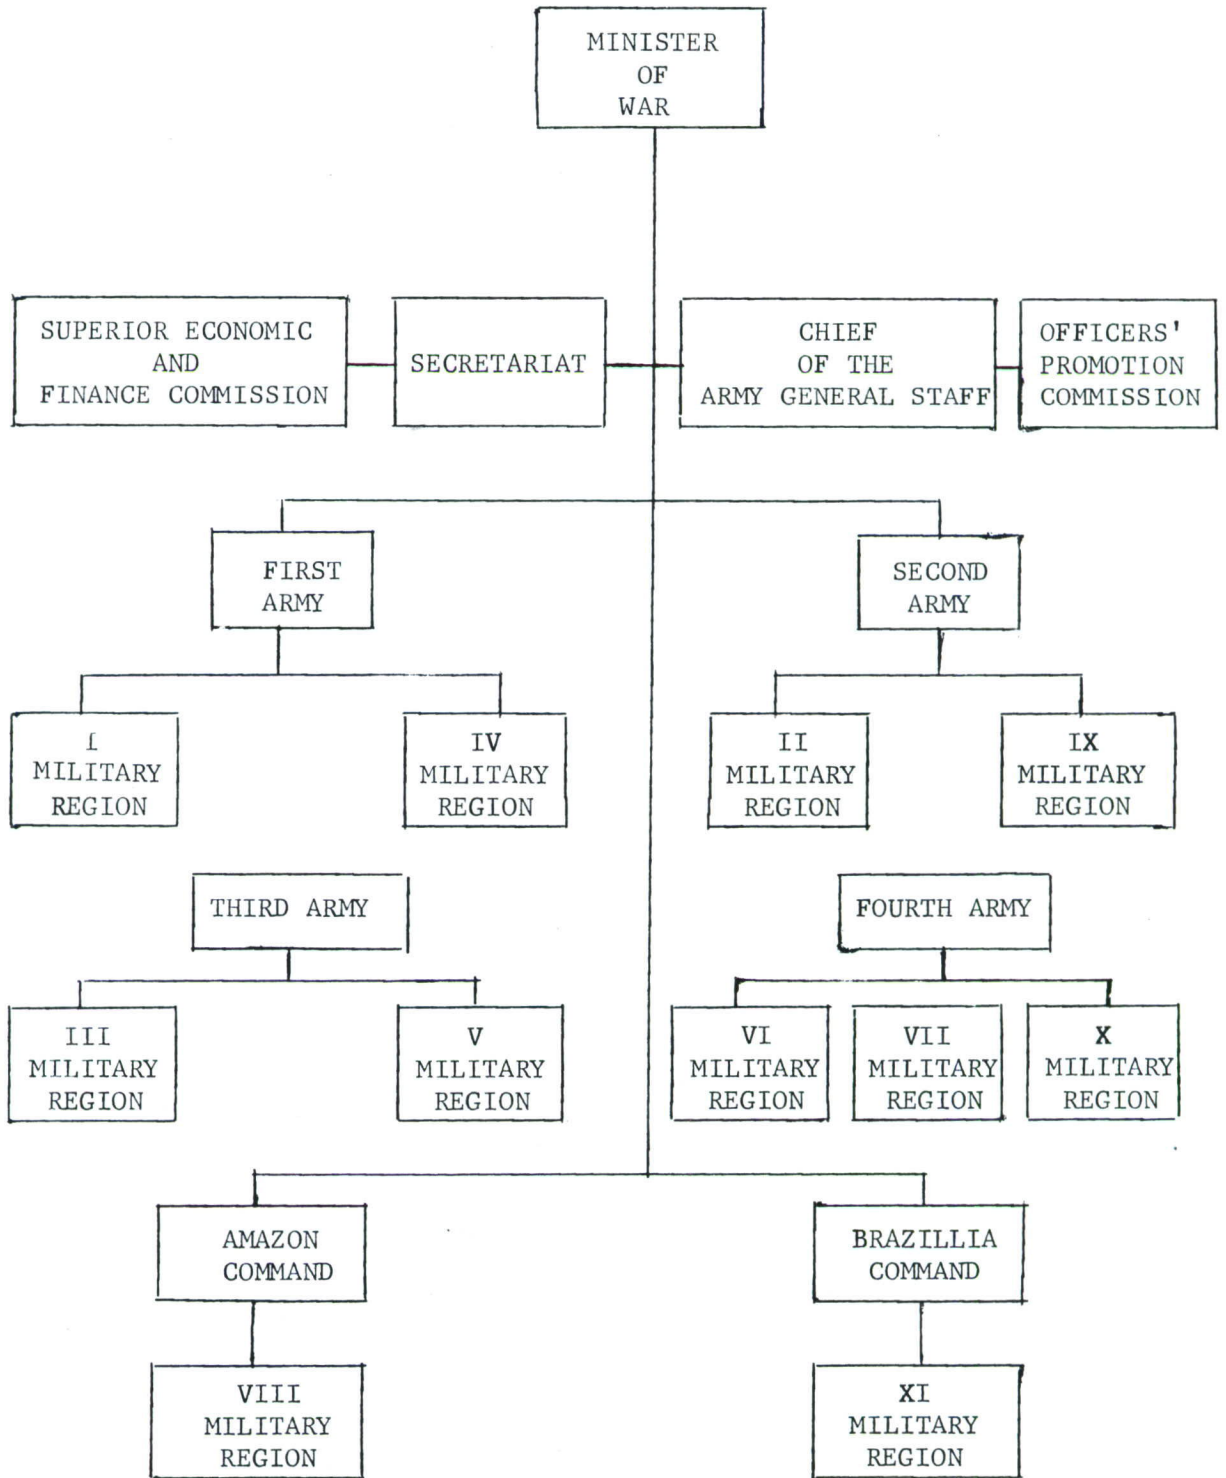 MINISTER
OF
WAR
SUPERIOR ECONOMIC
AND
FINANCE COMMISSION
SECRETARIAT
CHIEF
OF THE
ARMY GENERAL STAFF
OFFICERS'
PROMOTION
COMMISSION
FIRST
ARMY
SECOND
ARMY
I
MILITARY
REGION
IV
MILITARY
REGION
II
MILITARY
REGION
IX
MILITARY
REGION
THIRD ARMY
FOURTH ARMY
III
MILITARY
REGION
V
MILITARY
REGION
VI
MILITARY
REGION
VII
MILITARY
REGION
X
MILITARY
REGION
AMAZON
COMMAND
BRAZILLIA
COMMAND
VIII
MILITARY
REGION
XI
MILITARY
REGION